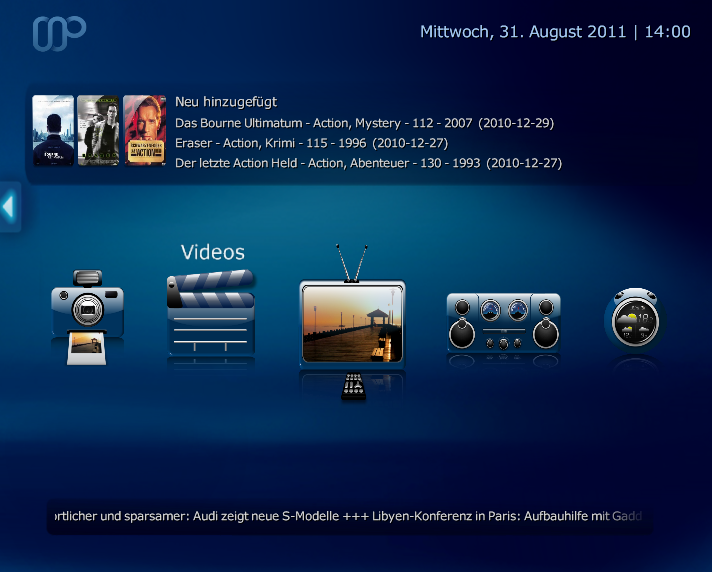 Mittwoch, 31. August 2011 | 14:00
Neu hinzugefügt
Das Bourne Ultimatum - Action, Mystery - 112 - 2007 (2010-12-29)
Eraser - Action, Krimi - 115 - 1996 (2010-12-27)
Der letzte Action Held - Action, Abenteuer - 130 - 1993 (2010-12-27)
Videos
ortlicher und sparsamer: Audi zeigt neue S-Modelle +++ Libyen-Konferenz in Paris: Aufbauhilfe mit Gadd